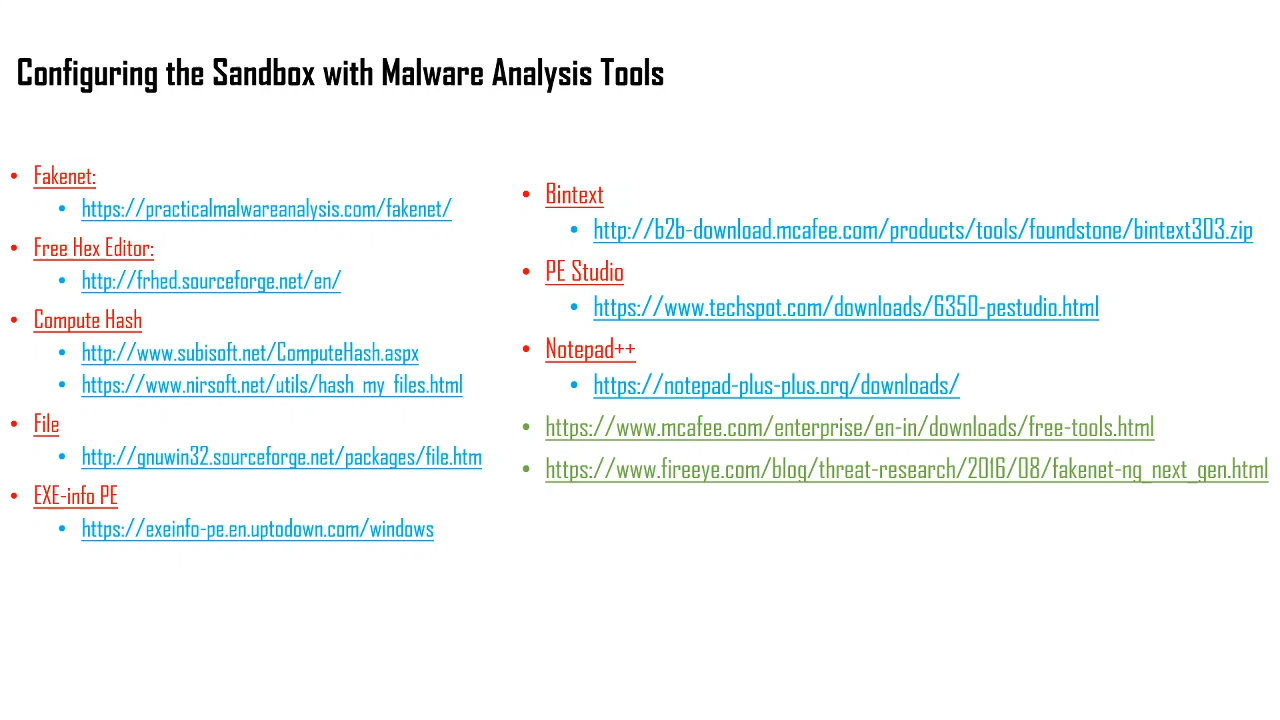 Configuring the Sandbox with Malware Analysis Tools
• Fakenet:
• https://practicalmalwareanalysis.com/fakenet/
• Free Hex Editor:
• http://frhed.sourceforge.net/en/
• Compute Hash
• http://www.subisoft.net/ComputeHash.aspx
• https://www.nirsoft.net/utils/hash_my_files.html
• File
• http://gnuwin32.sourceforge.net/packages/file.htm
• EXE-info PE
• https://exeinfo-pe.en.uptodown.com/windows
• Bintext
• http://b2b-download.mcafee.com/products/tools/foundstone/bintext303.zip
• PE Studio
• https://www.techspot.com/downloads/6350-pestudio.html
• Notepad++
• https://notepad-plus-plus.org/downloads/
• https://www.mcafee.com/enterprise/en-in/downloads/free-tools.html
• https://www.fireeye.com/blog/threat-research/2016/08/fakenet-ng_next_gen.html